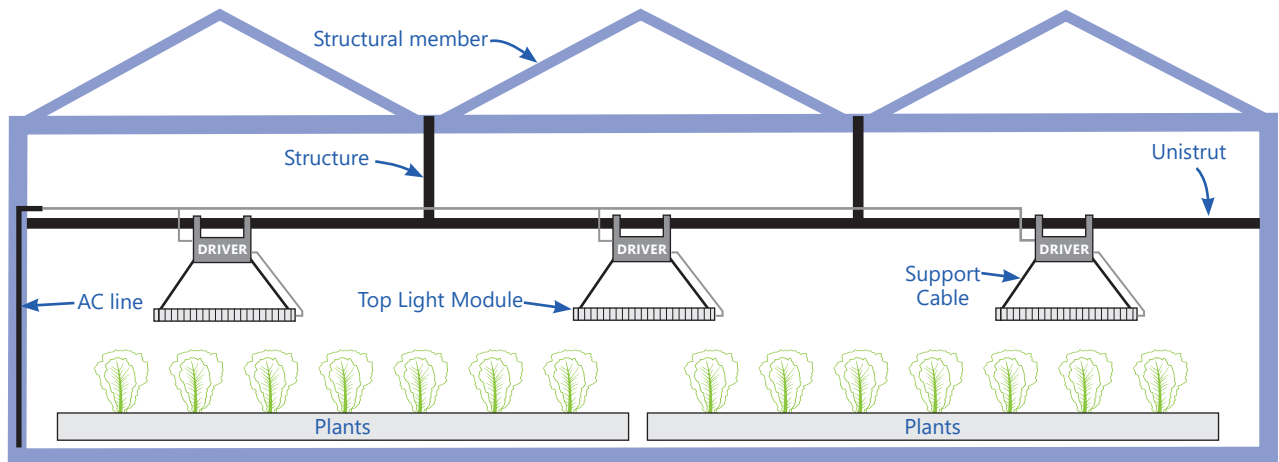 Structural member
Structure
Unistrut
DRIVER
DRIVER
DRIVER
AC line
Top Light Module
Support
Cable
Plants
Plants